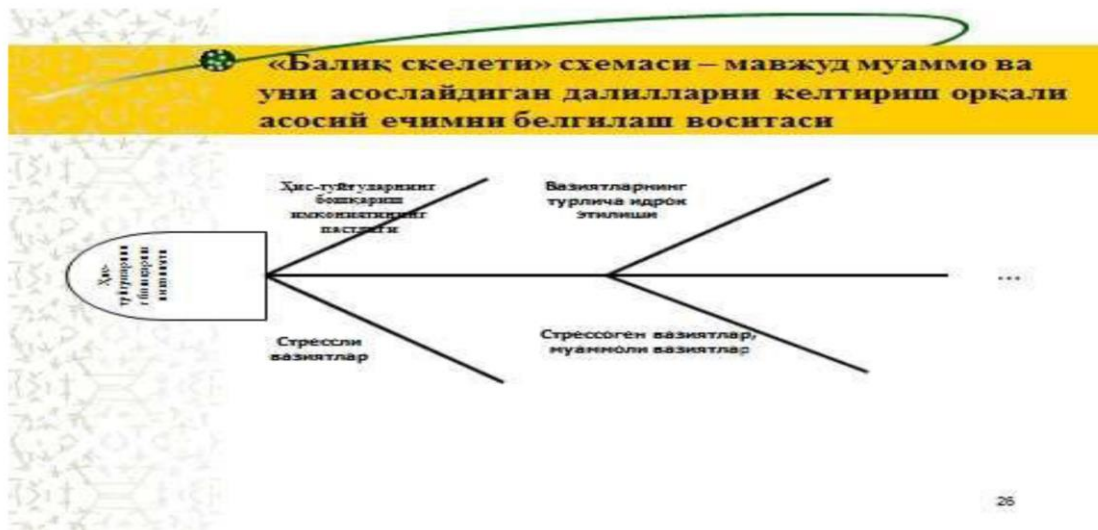 «Балиқ скелети» схемаси – мавжуд муаммо ва
уни асослайдиган далилларни келтириш орқали
асосий ечимни белгилаш воситаси
Ҳис-туйғуларнинг
бошқариш
имкониятининг
пастлиги
Вазиятларнинг
турлича идрок
этилиши
Ҳис-
Стрессли
вазиятлар
Стрессоген вазиятлар,
муаммоли вазиятлар
...
26